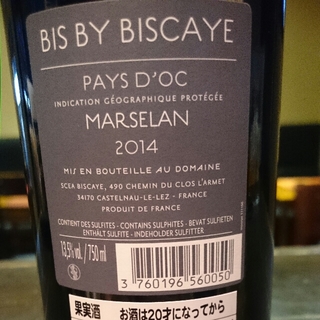 BIS BY BISCAYE
PAYS D'OC
INDICATION GÉOGRAPHIQUE PROTÉGÉE
MARSELAN
2014
MIS EN BOUTEILLE AU DOMAINE
SCEA BISCAYE, 490 CHEMIN DU CLOS L'ARMET
34170 CASTELNAU-LE-LEZ - FRANCE
PRODUIT DE FRANCE
CONTIENT DES SULFITES - CONTAINS SULPHITES - BEVAT SULFIETEN
ENTHÄLT SULFITE - INDEHOLDER SULFITTER
13,5% vol. / 750 ml
3 760196 560050
果実酒 お酒は20才になってから